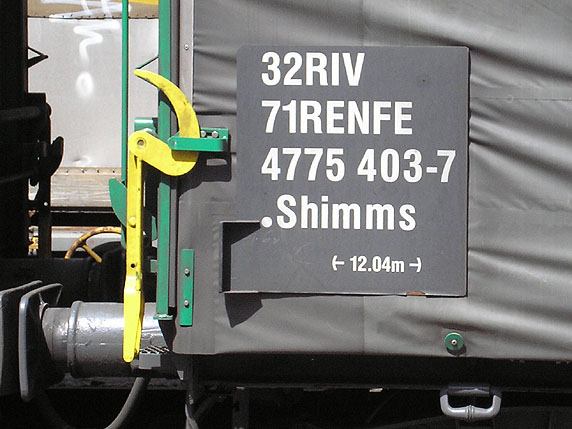 32RIV
71RENFE
4775 403-7
.Shimms
(- 12.04m -)